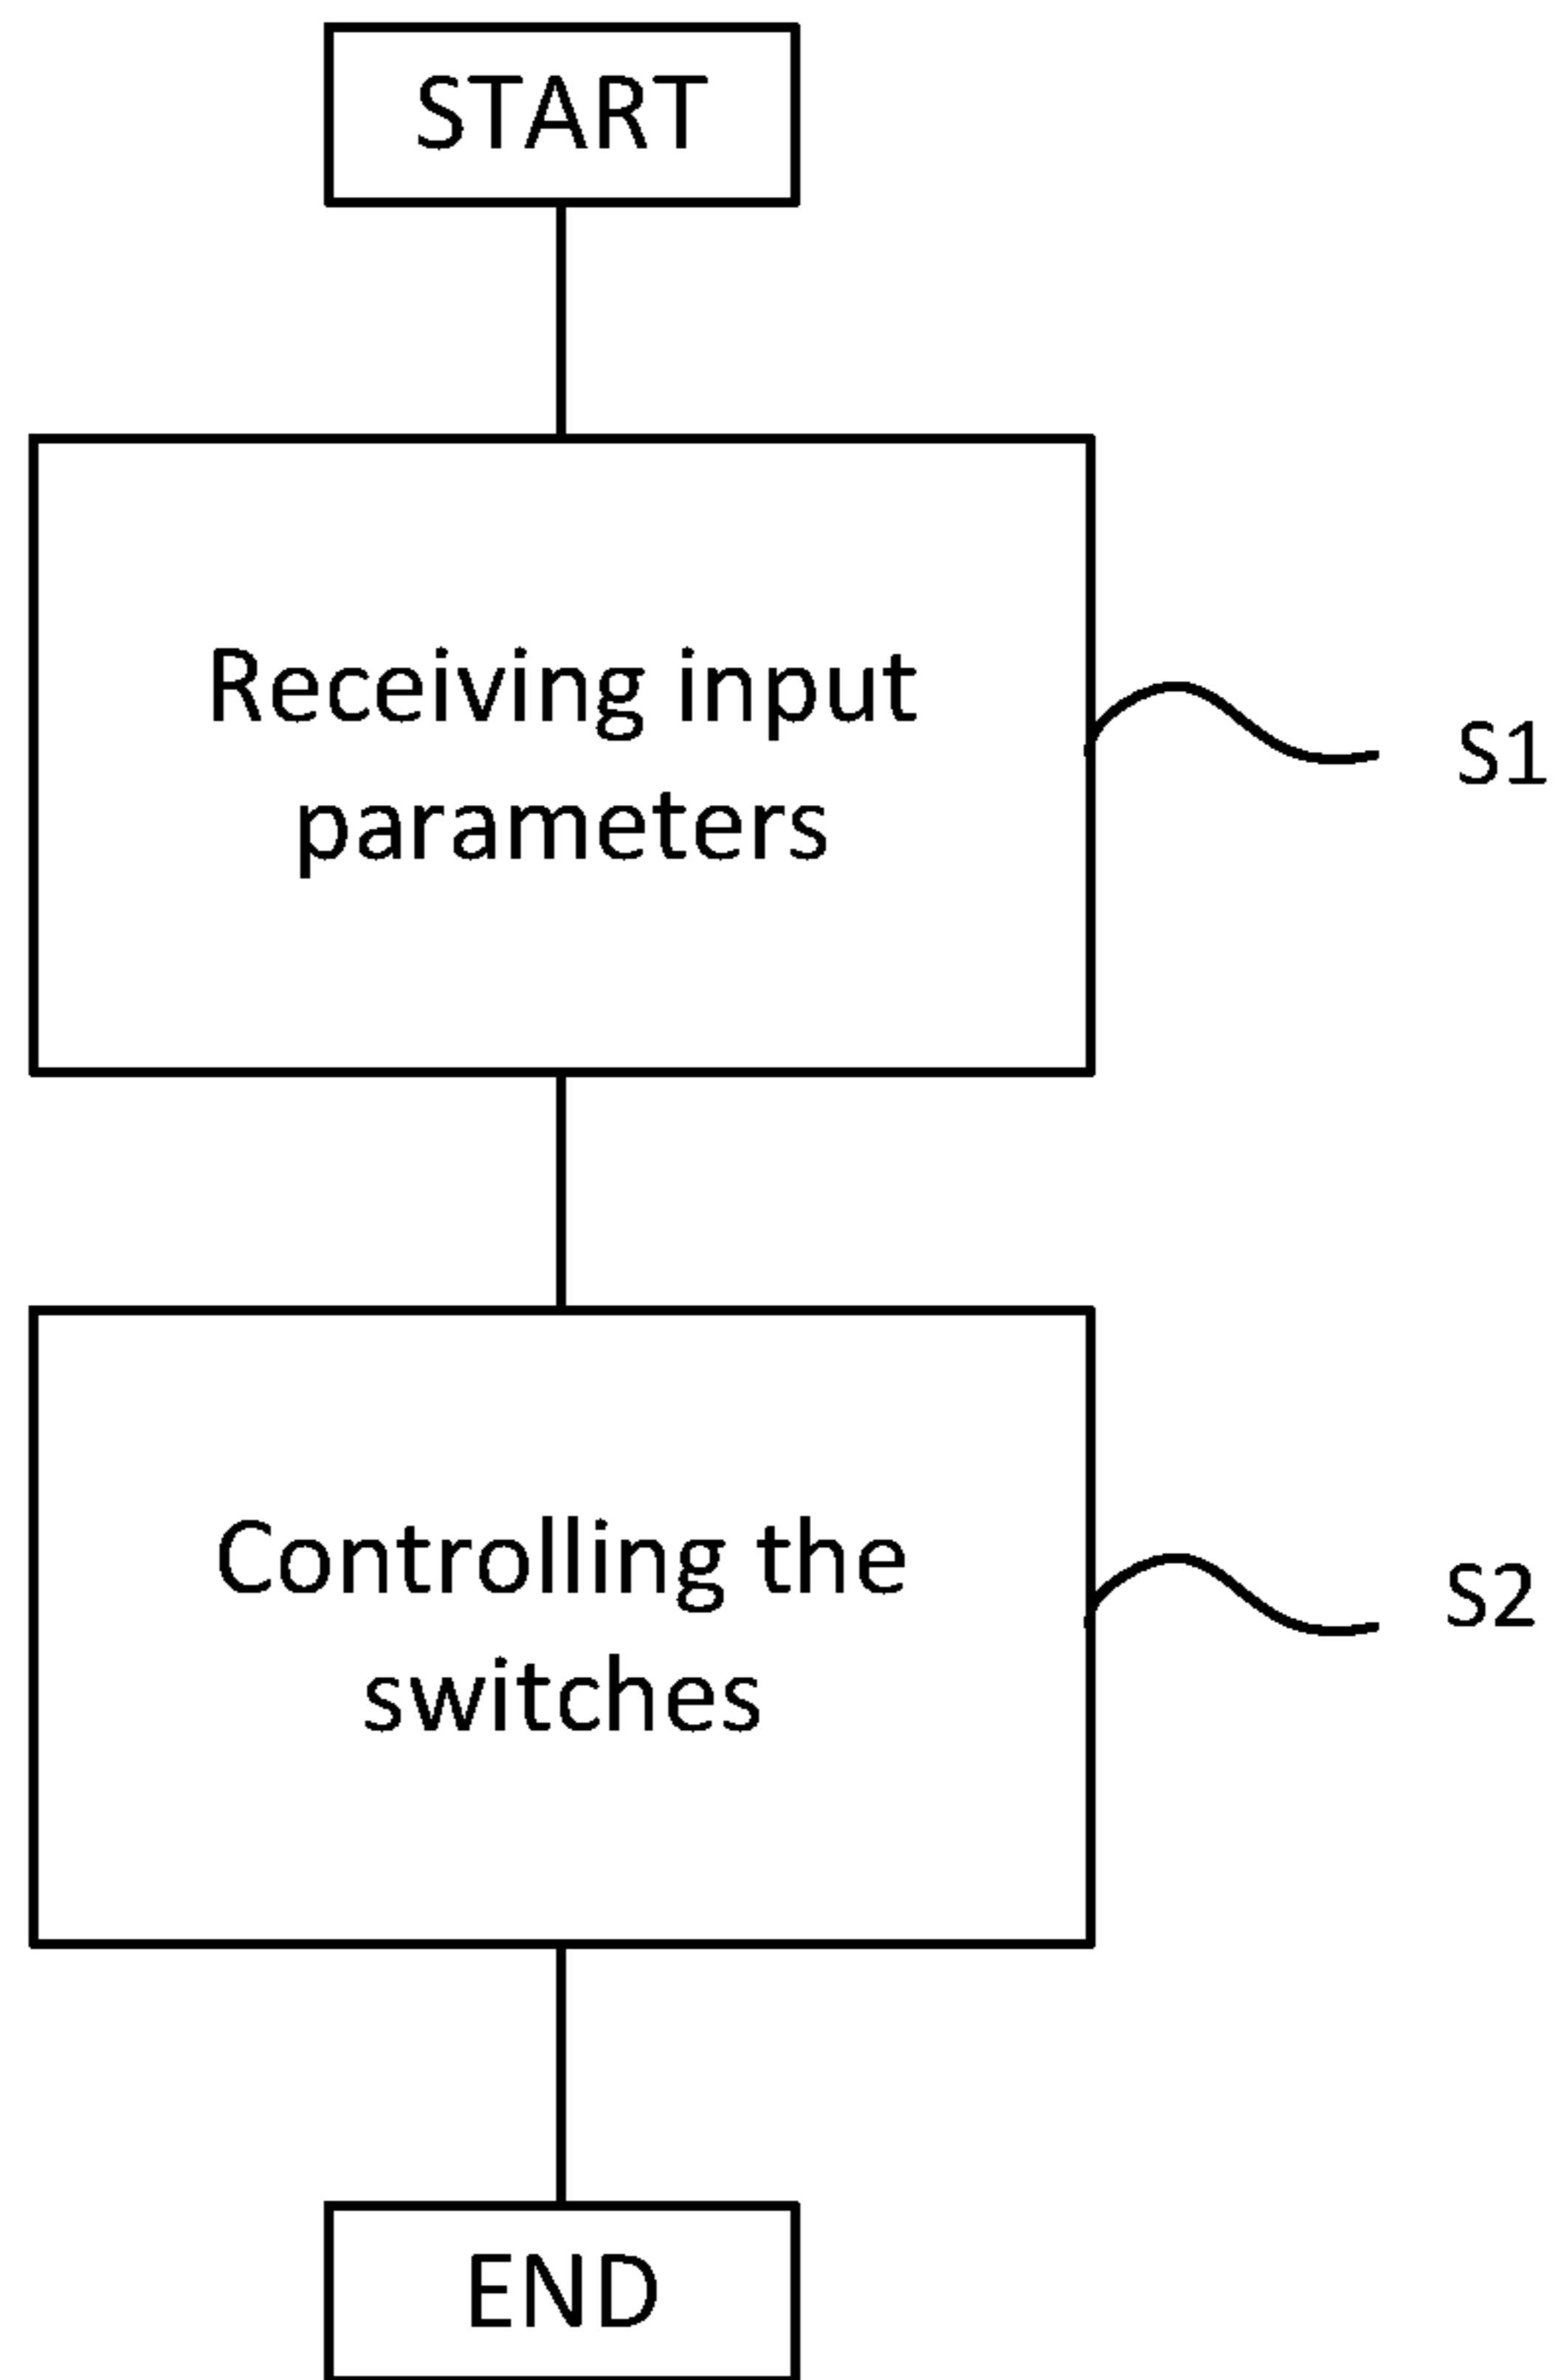 START
Receiving input
parameters
S1
Controlling the
switches
S2
END